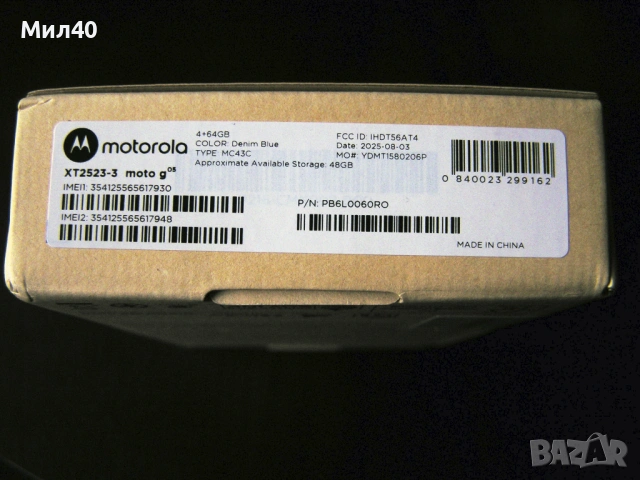 Мил40
motorola
4+64GB
COLOR: Denim Blue
TYPE: MC43C
Approximate Available Storage: 48GB
FCC ID: IHDT56AT4
Date: 2025-08-03
MO#: YDMT1580206P
0 840023 299162
XT2523-3 moto g05
IMEI1: 354125565617930
IMEI2: 354125565617948
P/N: PB6L0060RO
MADE IN CHINA
BAZAR